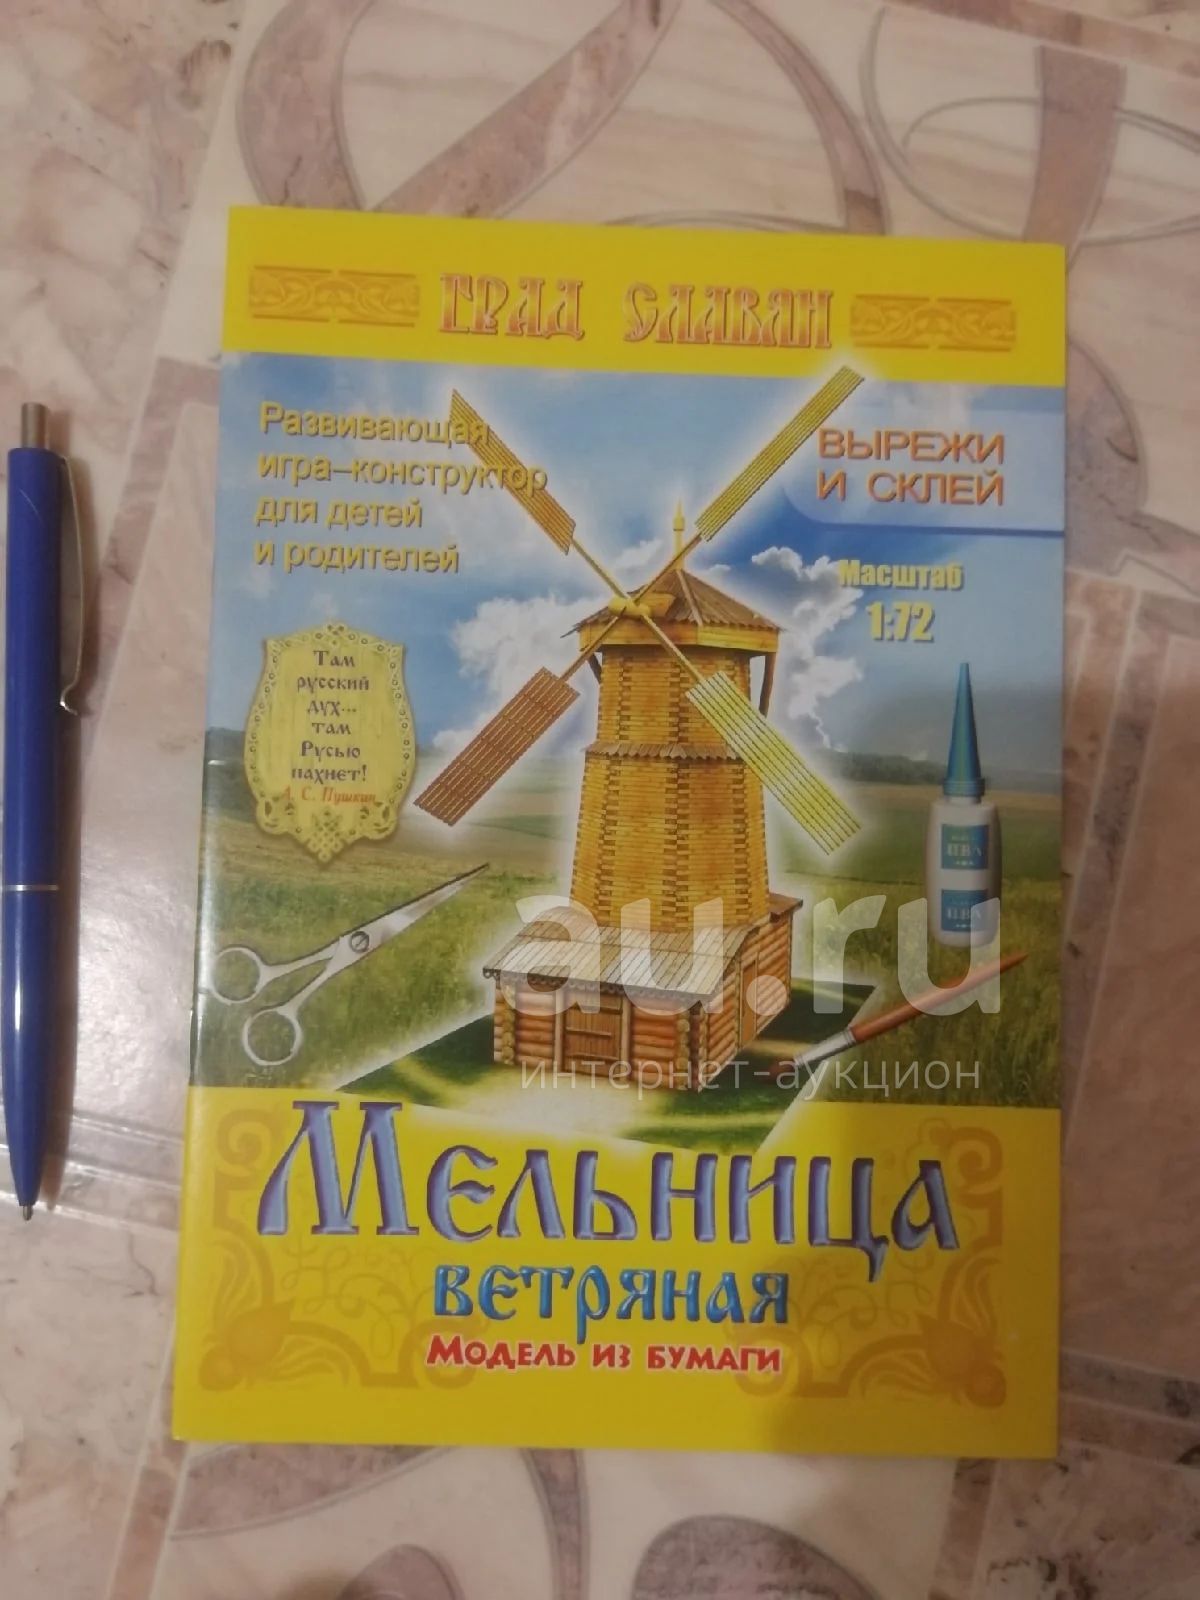 ГРАД СЛАВЯН
Развивающая
игра-конструктор
для детей
и родителей
ВЫРЕЖИ
И СКЛЕЙ
Масштаб
1:72
Там
русский
дух...
там
Русью
пахнет!
А. С. Пушкин
ПВА
ПВА
au.ru
интернет-аукцион
Мельница
ветряная
Модель из бумаги